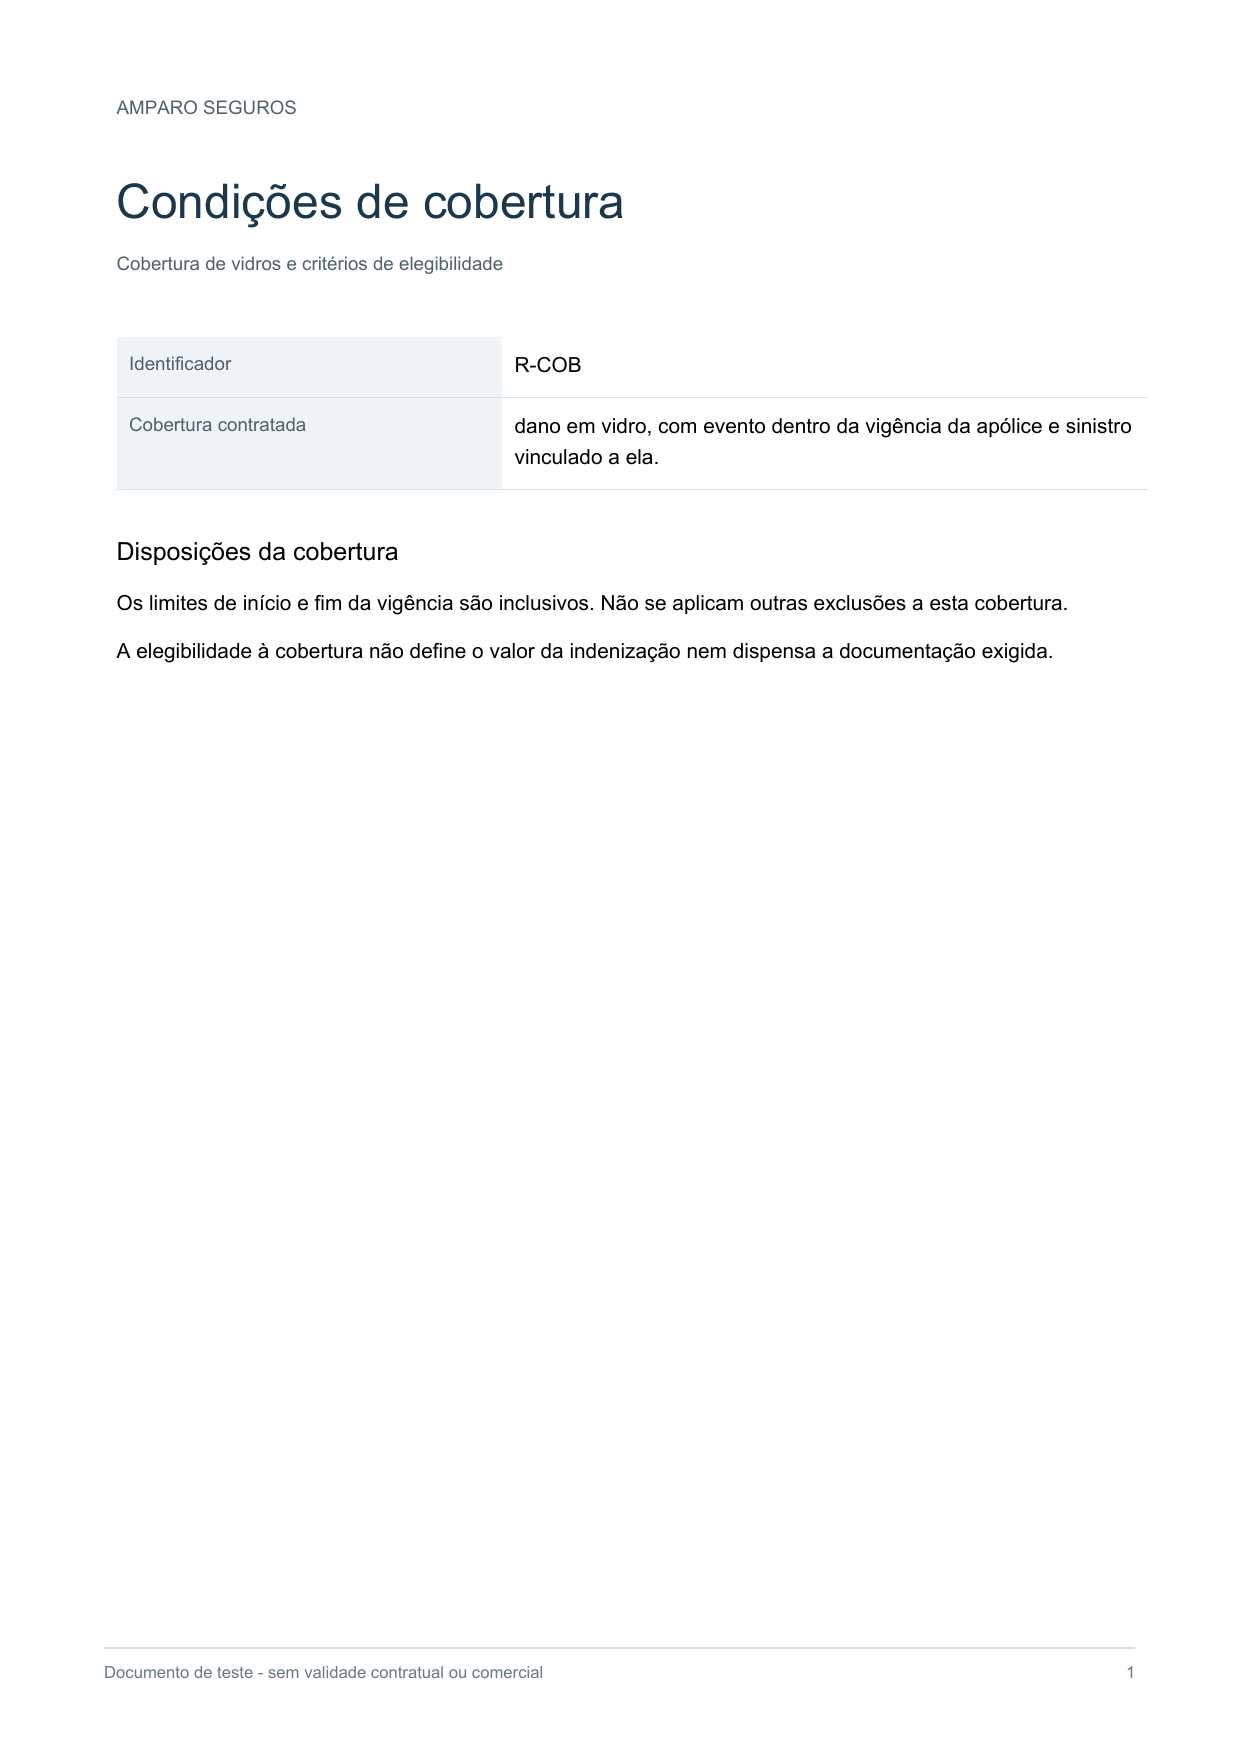 AMPARO SEGUROS
Condições de cobertura
Cobertura de vidros e critérios de elegibilidade
Identificador
R-COB
Cobertura contratada
dano em vidro, com evento dentro da vigência da apólice e sinistro
vinculado a ela.
Disposições da cobertura
Os limites de início e fim da vigência são inclusivos. Não se aplicam outras exclusões a esta cobertura.
A elegibilidade à cobertura não define o valor da indenização nem dispensa a documentação exigida.
Documento de teste - sem validade contratual ou comercial
1